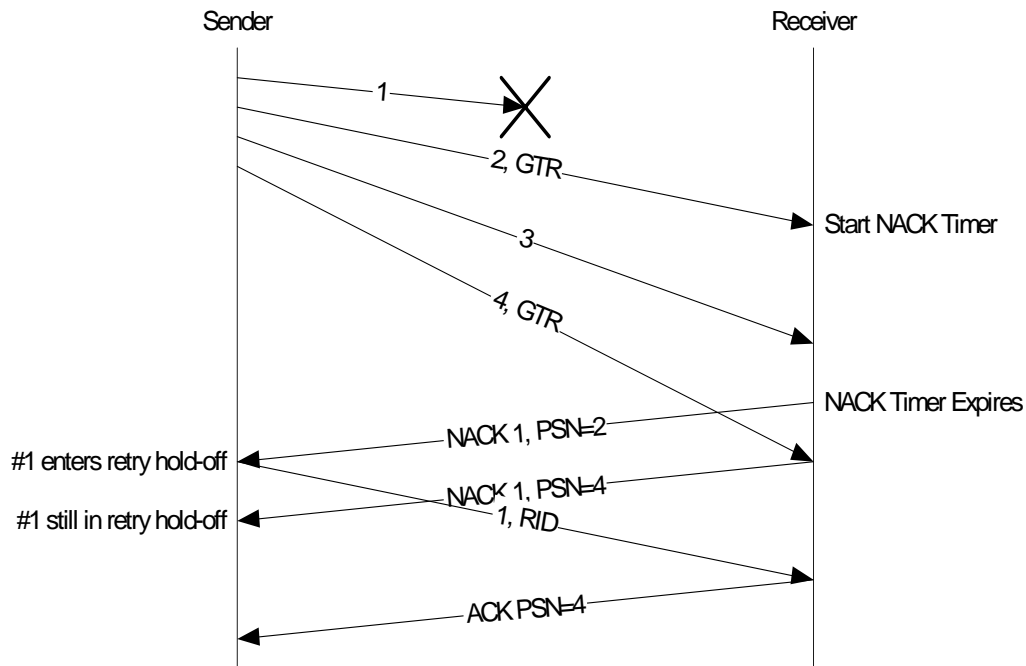 Sender
Receiver
1
2, GTR
Start NACK Timer
3
4, GTR
NACK Timer Expires
NACK 1, PSN=2
#1 enters retry hold-off
NACK 1, PSN=4
#1 still in retry hold-off
1, RID
ACK PSN=4